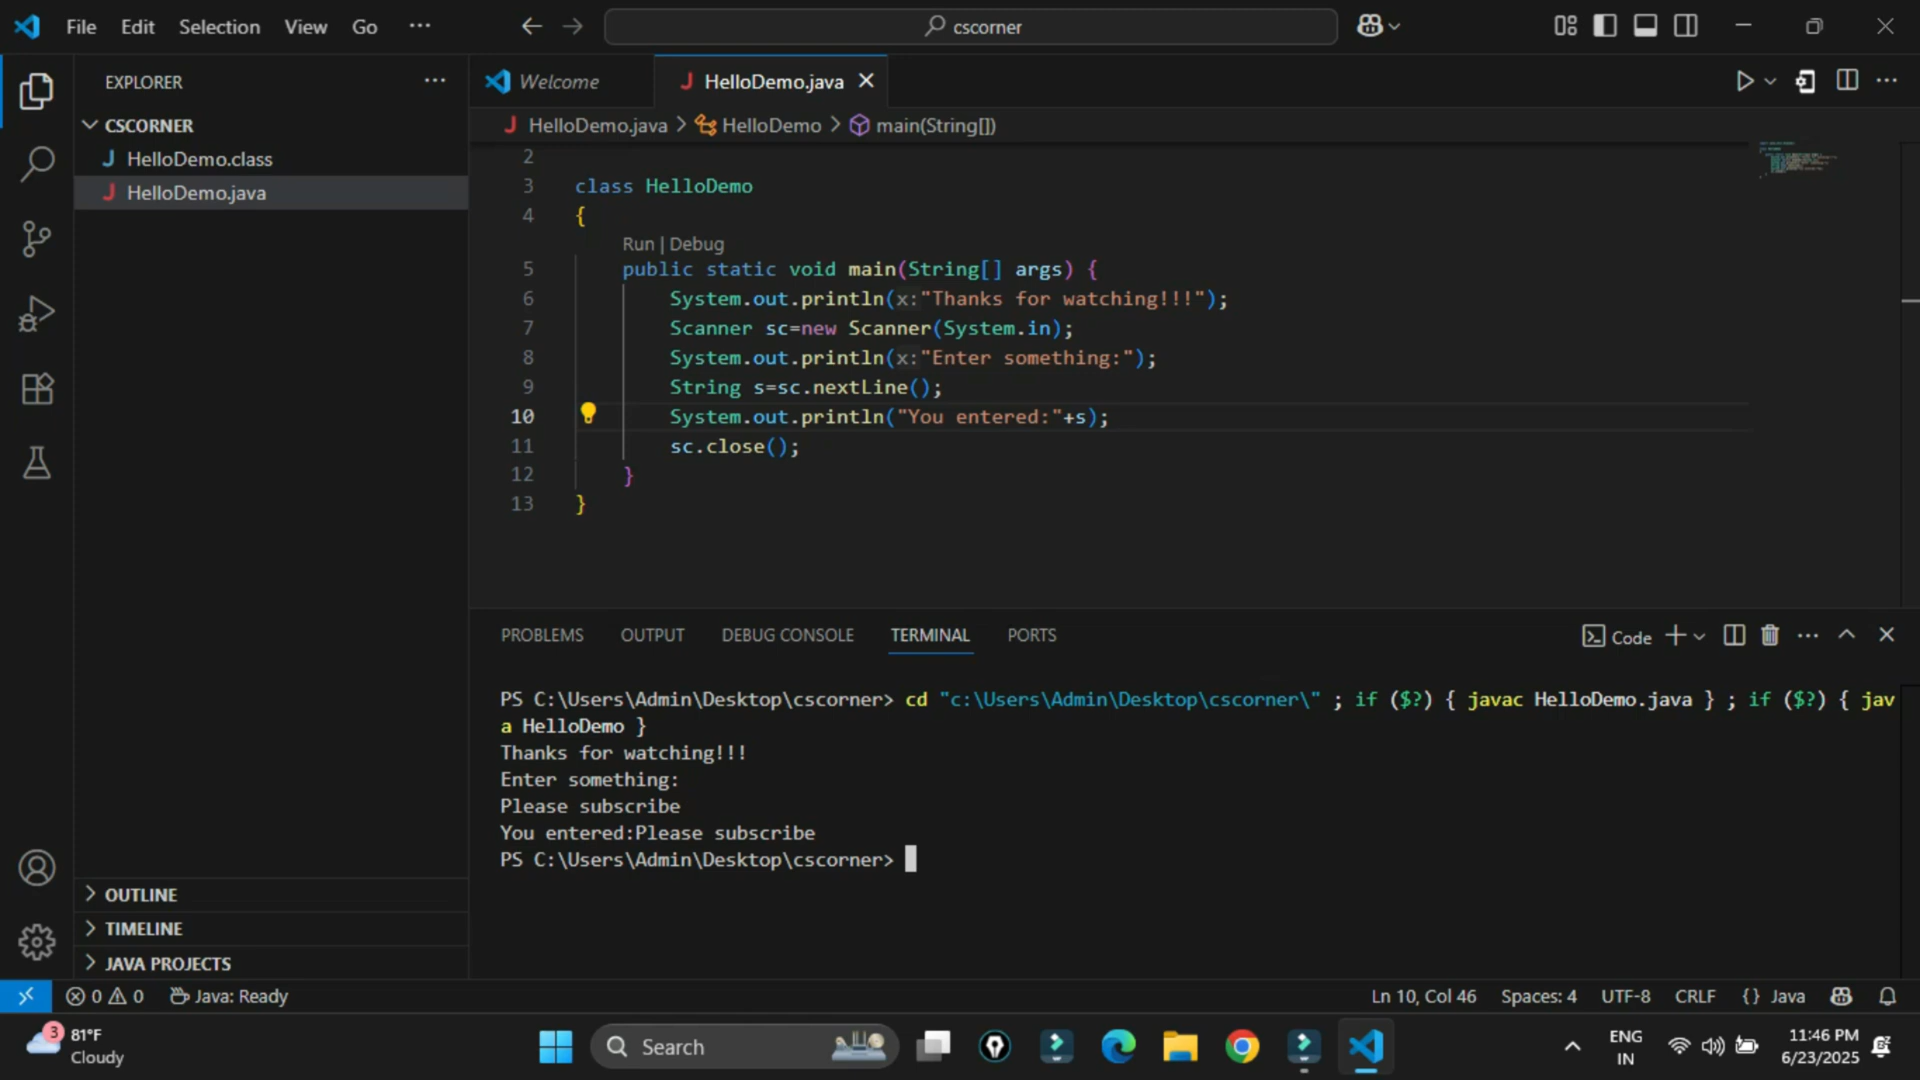 File Edit Selection View Go ···
cscorner
EXPLORER
Welcome
HelloDemo.java
CSCORNER
HelloDemo.java > HelloDemo > main(String[])
J HelloDemo.class
J HelloDemo.java
2
3 class HelloDemo
4 {
Run | Debug
5 public static void main(String[] args) {
6 System.out.println(x:"Thanks for watching!!!");
7 Scanner sc=new Scanner(System.in);
8 System.out.println(x:"Enter something:");
9 String s=sc.nextLine();
10 System.out.println("You entered:"+s);
11 sc.close();
12 }
13 }
PROBLEMS OUTPUT DEBUG CONSOLE TERMINAL PORTS
Code
PS C:\Users\Admin\Desktop\cscorner> cd "c:\Users\Admin\Desktop\cscorner\" ; if ($?) { javac HelloDemo.java } ; if ($?) { jav
a HelloDemo }
Thanks for watching!!!
Enter something:
Please subscribe
You entered:Please subscribe
PS C:\Users\Admin\Desktop\cscorner>
OUTLINE
TIMELINE
JAVA PROJECTS
0 0 Java: Ready
Ln 10, Col 46 Spaces: 4 UTF-8 CRLF {} Java
3
81°F
Cloudy
Search
ENG
IN
11:46 PM
6/23/2025